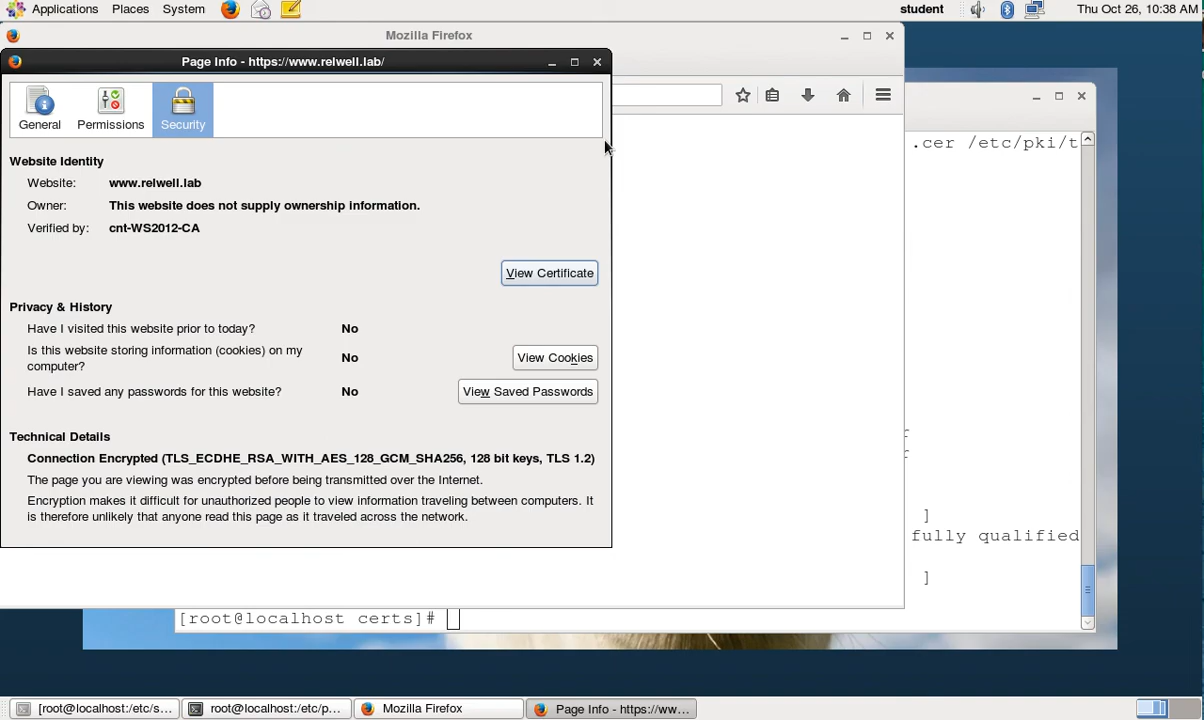 Applications Places System student Thu Oct 26, 10:38 AM
Mozilla Firefox
Page Info - https://www.relwell.lab/
General Permissions Security
.cer /etc/pki/t
Website Identity
Website: www.relwell.lab
Owner: This website does not supply ownership information.
Verified by: cnt-WS2012-CA
View Certificate
Privacy & History
Have I visited this website prior to today? No
Is this website storing information (cookies) on my
computer? No View Cookies
Have I saved any passwords for this website? No View Saved Passwords
Technical Details
Connection Encrypted (TLS_ECDHE_RSA_WITH_AES_128_GCM_SHA256, 128 bit keys, TLS 1.2)
The page you are viewing was encrypted before being transmitted over the Internet.
Encryption makes it difficult for unauthorized people to view information traveling between computers. It
is therefore unlikely that anyone read this page as it traveled across the network.
]
fully qualified
]
[root@localhost certs]#
[root@localhost:/etc/s... root@localhost:/etc/p... Mozilla Firefox Page Info - https://ww...